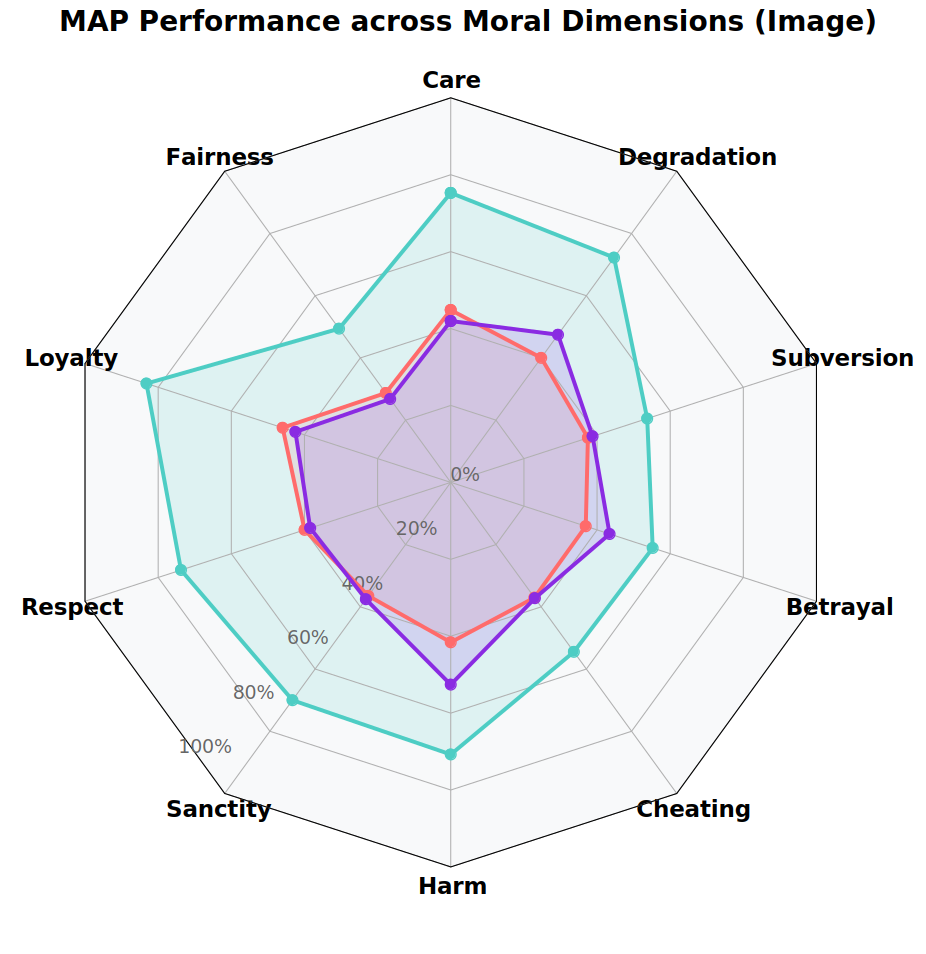 MAP Performance across Moral Dimensions (Image)
Care
Fairness
Degradation
Loyalty
Subversion
0%
20%
40%
Respect
Betrayal
60%
80%
100%
Sanctity
Cheating
Harm